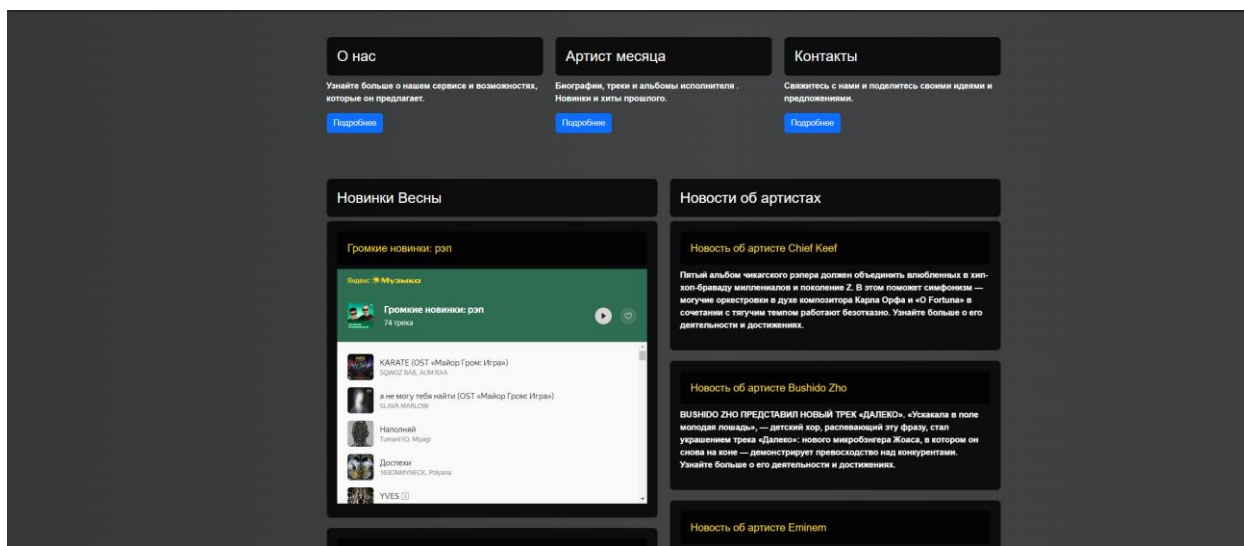 О нас
Узнайте больше о нашем сервисе и возможностях,
которые он предлагает.
Подробнее
Артист месяца
Биографии, треки и альбомы исполнителя .
Новинки и хиты прошлого.
Подробнее
Контакты
Свяжитесь с нами и поделитесь своими идеями и
предложениями.
Подробнее
Новинки Весны
Громкие новинки: рэп
Яндекс Музыка
Громкие новинки: рэп
74 трека
KARATE (OST «Майор Гром: Игра»)
SQWOZ BAB, ALIM RAA
я не могу тебя найти (OST «Майор Гром: Игра»)
SLAVA MARLOW
Наполняй
TumaniYO, Miyagi
Доспехи
163ONMYNECK, Polyana
YVES
Новости об артистах
Новость об артисте Chief Keef
Пятый альбом чикагского рэпера должен объединить влюбленных в хип-
хоп-браваду миллениалов и поколение Z. В этом поможет симфонизм —
могучие оркестровки в духе композитора Карла Орфа и «O Fortuna» в
сочетании с тягучим темпом работают безотказно. Узнайте больше о его
деятельности и достижениях.
Новость об артисте Bushido Zho
BUSHIDO ZHO ПРЕДСТАВИЛ НОВЫЙ ТРЕК «ДАЛЕКО». «Ускакала в поле
молодая лошадь», — детский хор, распевающий эту фразу, стал
украшением трека «Далеко»: нового микробэнгера Жоаса, в котором он
снова на коне — демонстрирует превосходство над конкурентами.
Узнайте больше о его деятельности и достижениях.
Новость об артисте Eminem